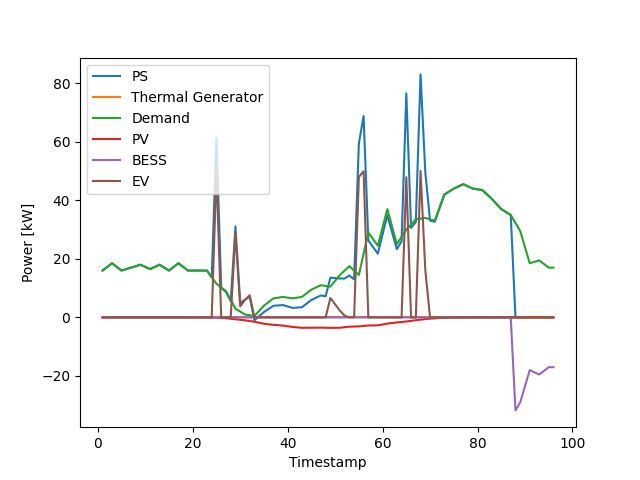 PS
Thermal Generator
Demand
PV
BESS
EV
Power [kW]
80
60
40
20
0
−20
0 20 40 60 80 100
Timestamp